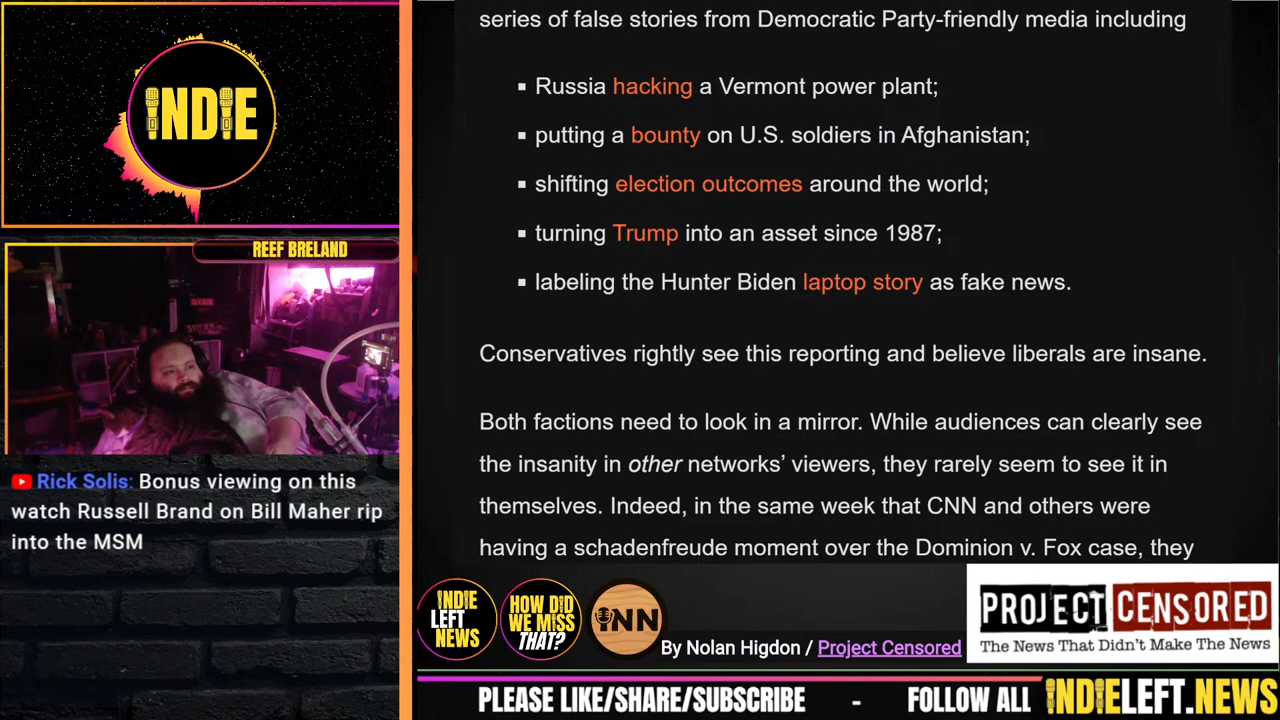 INDIE
REEF BRELAND
Rick Solis: Bonus viewing on this
watch Russell Brand on Bill Maher rip
into the MSM
series of false stories from Democratic Party-friendly media including
▪ Russia hacking a Vermont power plant;
▪ putting a bounty on U.S. soldiers in Afghanistan;
▪ shifting election outcomes around the world;
▪ turning Trump into an asset since 1987;
▪ labeling the Hunter Biden laptop story as fake news.
Conservatives rightly see this reporting and believe liberals are insane.
Both factions need to look in a mirror. While audiences can clearly see
the insanity in other networks' viewers, they rarely seem to see it in
themselves. Indeed, in the same week that CNN and others were
having a schadenfreude moment over the Dominion v. Fox case, they
INDIE
LEFT
NEWS
HOW DID
WE MISS
THAT?
INN
By Nolan Higdon / Project Censored
PROJECT CENSORED
The News That Didn't Make The News
PLEASE LIKE/SHARE/SUBSCRIBE - FOLLOW ALL INDIELEFT.NEWS